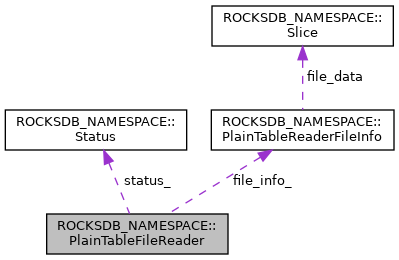 ROCKSDB_NAMESPACE::
Slice
file_data
ROCKSDB_NAMESPACE::
Status
ROCKSDB_NAMESPACE::
PlainTableReaderFileInfo
status_
file_info_
ROCKSDB_NAMESPACE::
PlainTableFileReader